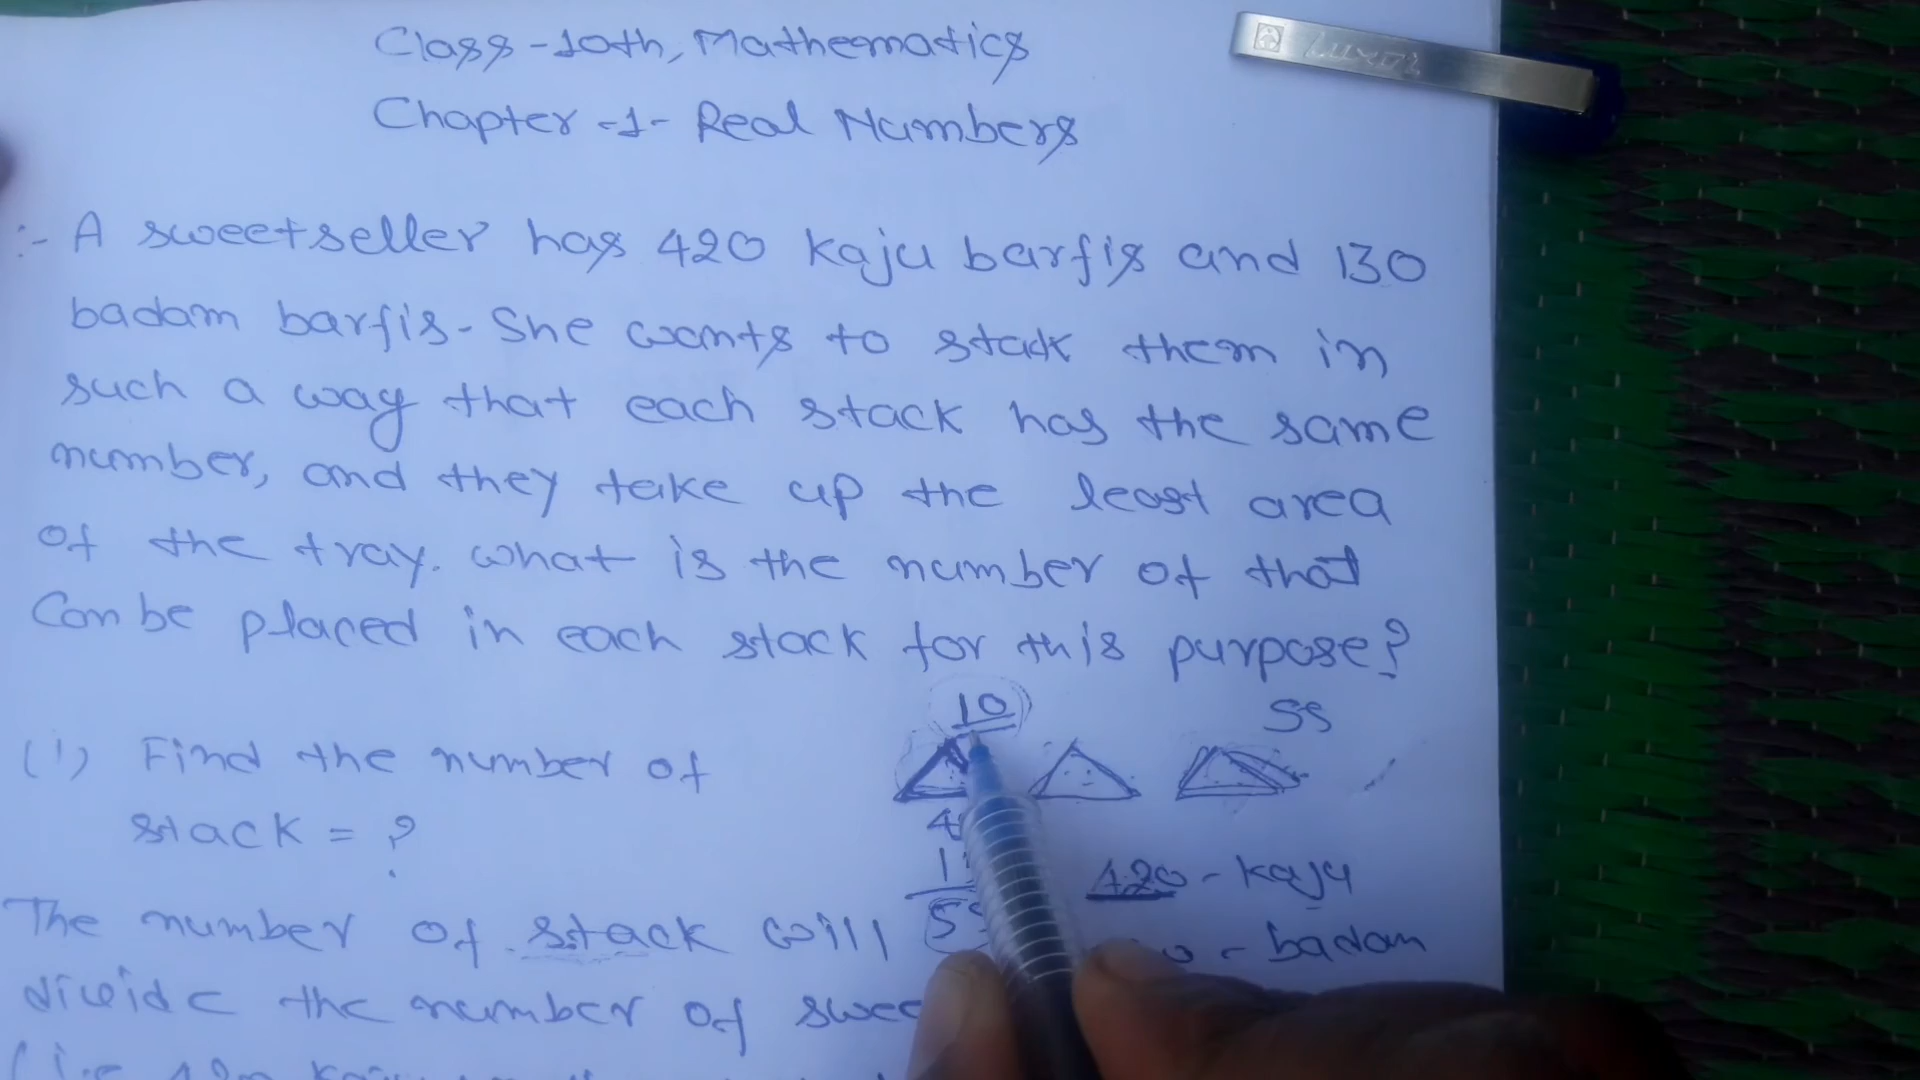 Class-10th, Mathematics
Chapter-1- Real Numbers
:- A sweetseller has 420 kaju barfis and 130
badam barfis. She wants to stack them in
such a way that each stack has the same
number, and they take up the least area
of the tray. what is the number of that
Can be placed in each stack for this purpose?
10
55
(i) Find the number of
stack = ?
420 - kaju
The number of stack will
- badam
divide the number of